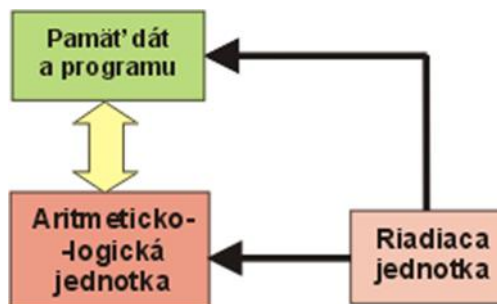 Pamäť dát
a programu
Aritmeticko-
-logická
jednotka
Riadiaca
jednotka